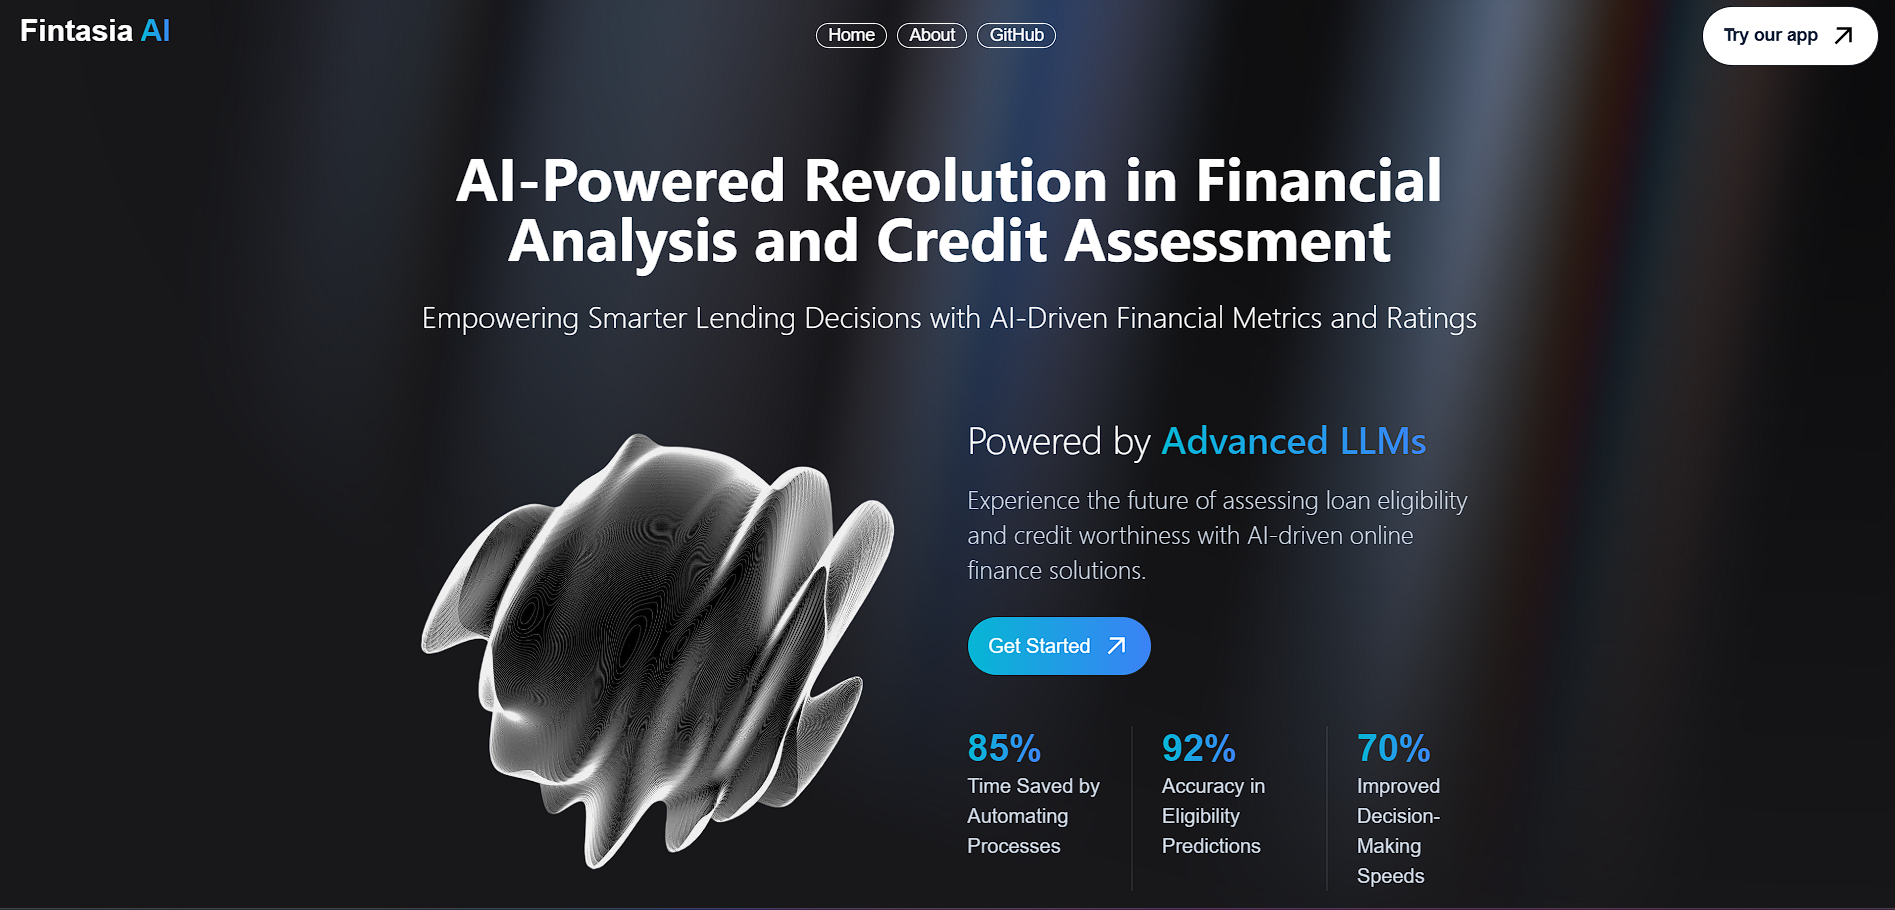 Fintasia AI
Home
About
GitHub
Try our app
AI-Powered Revolution in Financial
Analysis and Credit Assessment
Empowering Smarter Lending Decisions with AI-Driven Financial Metrics and Ratings
Powered by Advanced LLMs
Experience the future of assessing loan eligibility
and credit worthiness with AI-driven online
finance solutions.
Get Started
85%
Time Saved by
Automating
Processes
92%
Accuracy in
Eligibility
Predictions
70%
Improved
Decision-
Making
Speeds